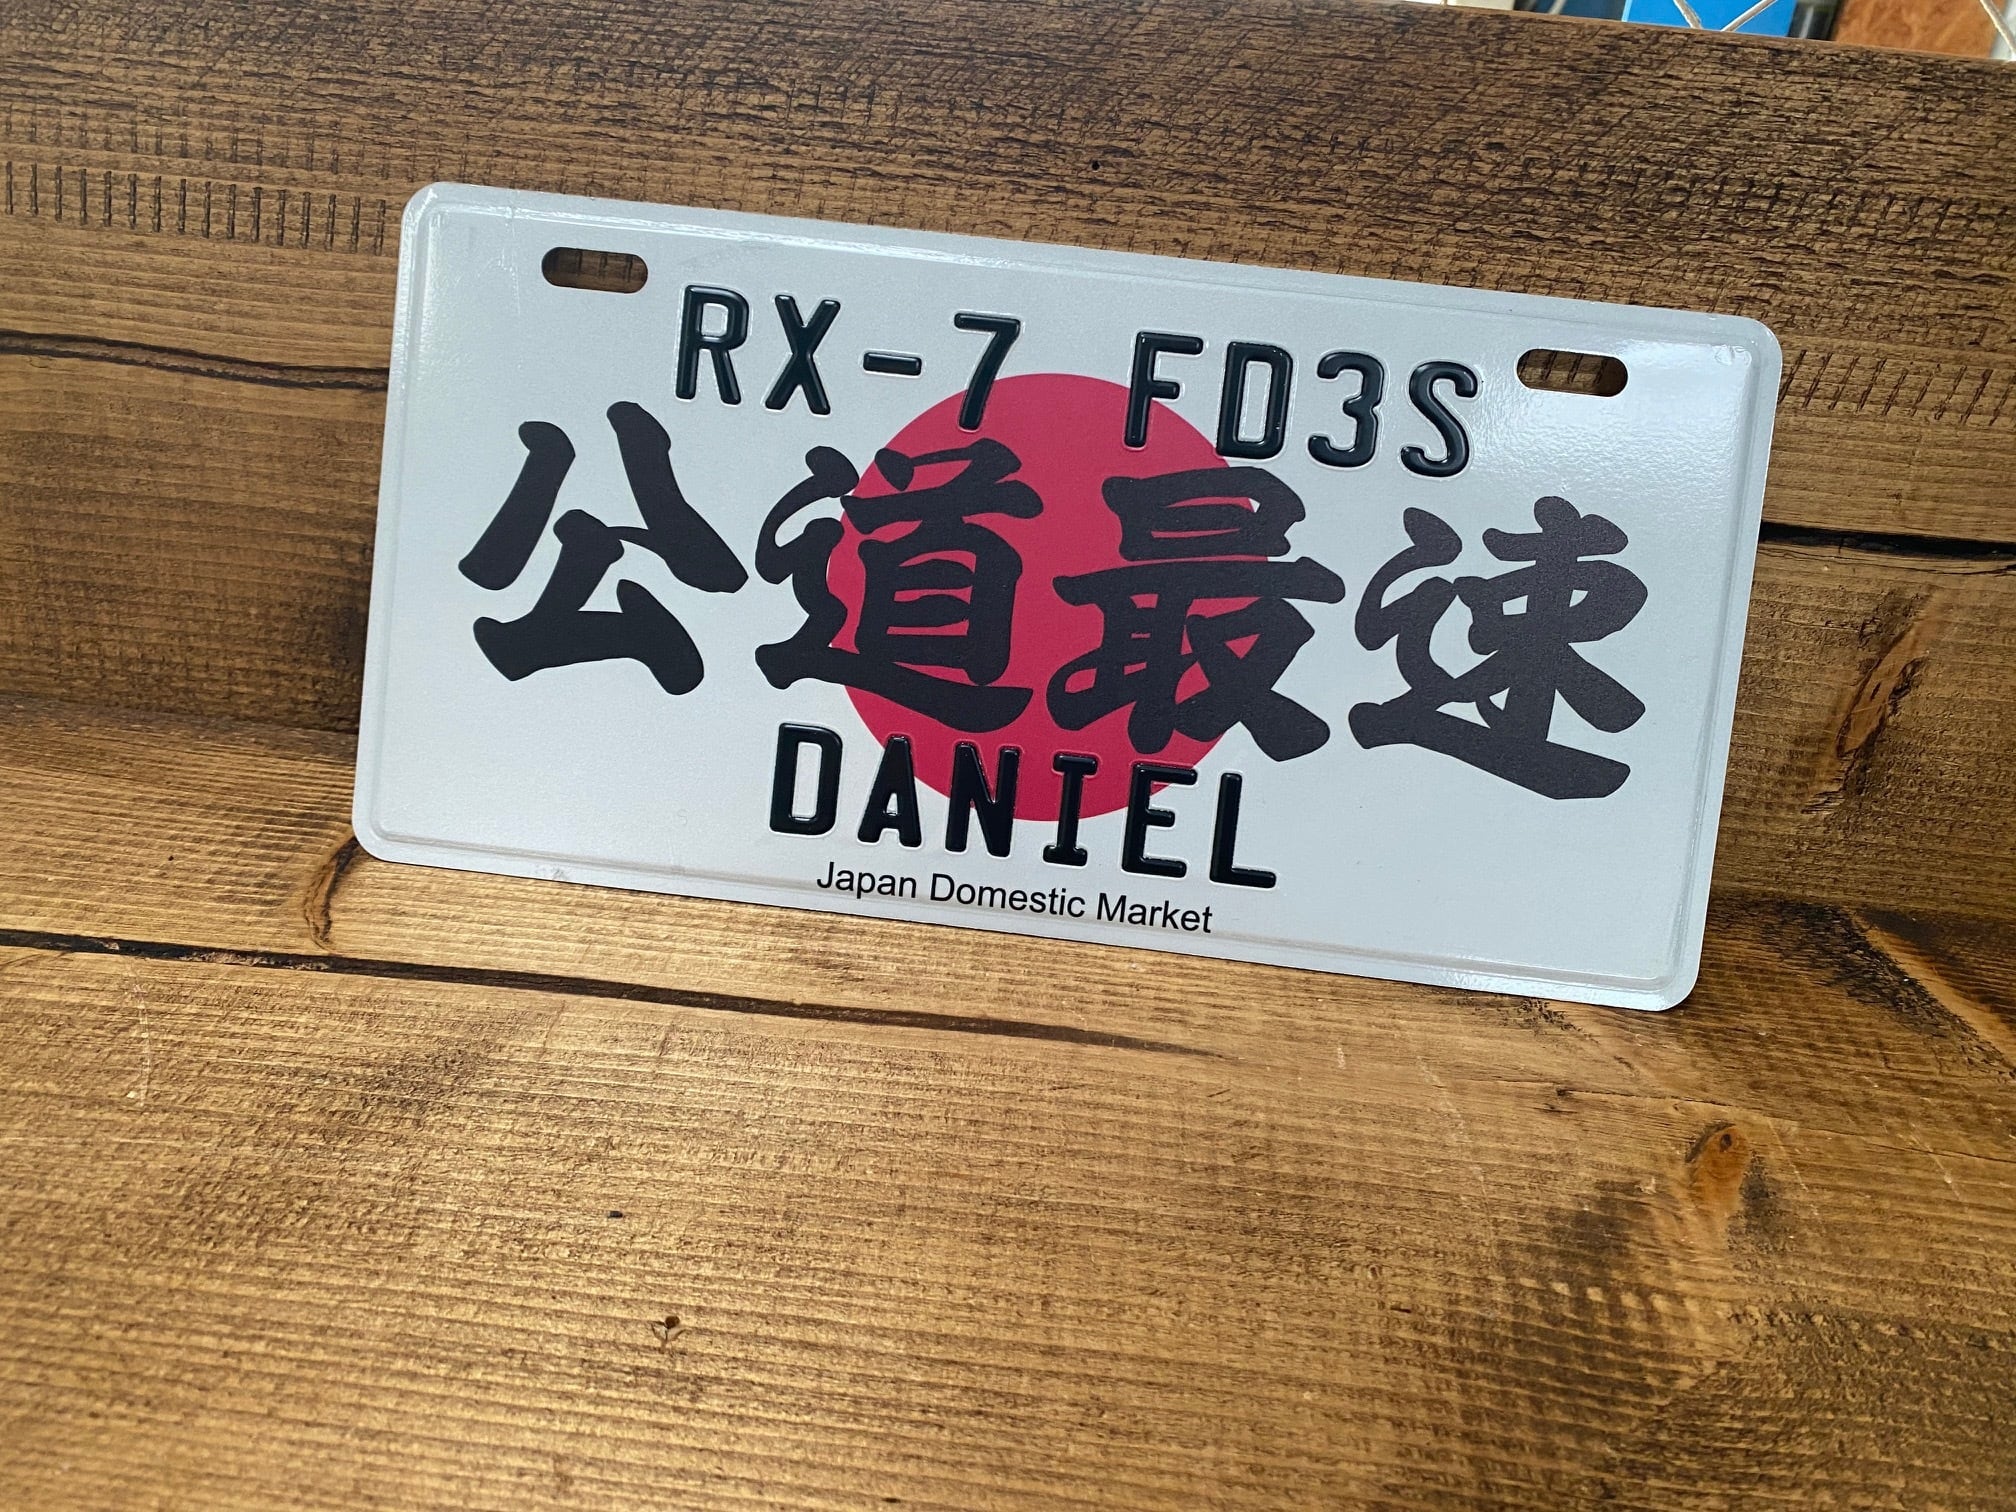 RX-7 FD3S
公道最速
DANIEL
Japan Domestic Market